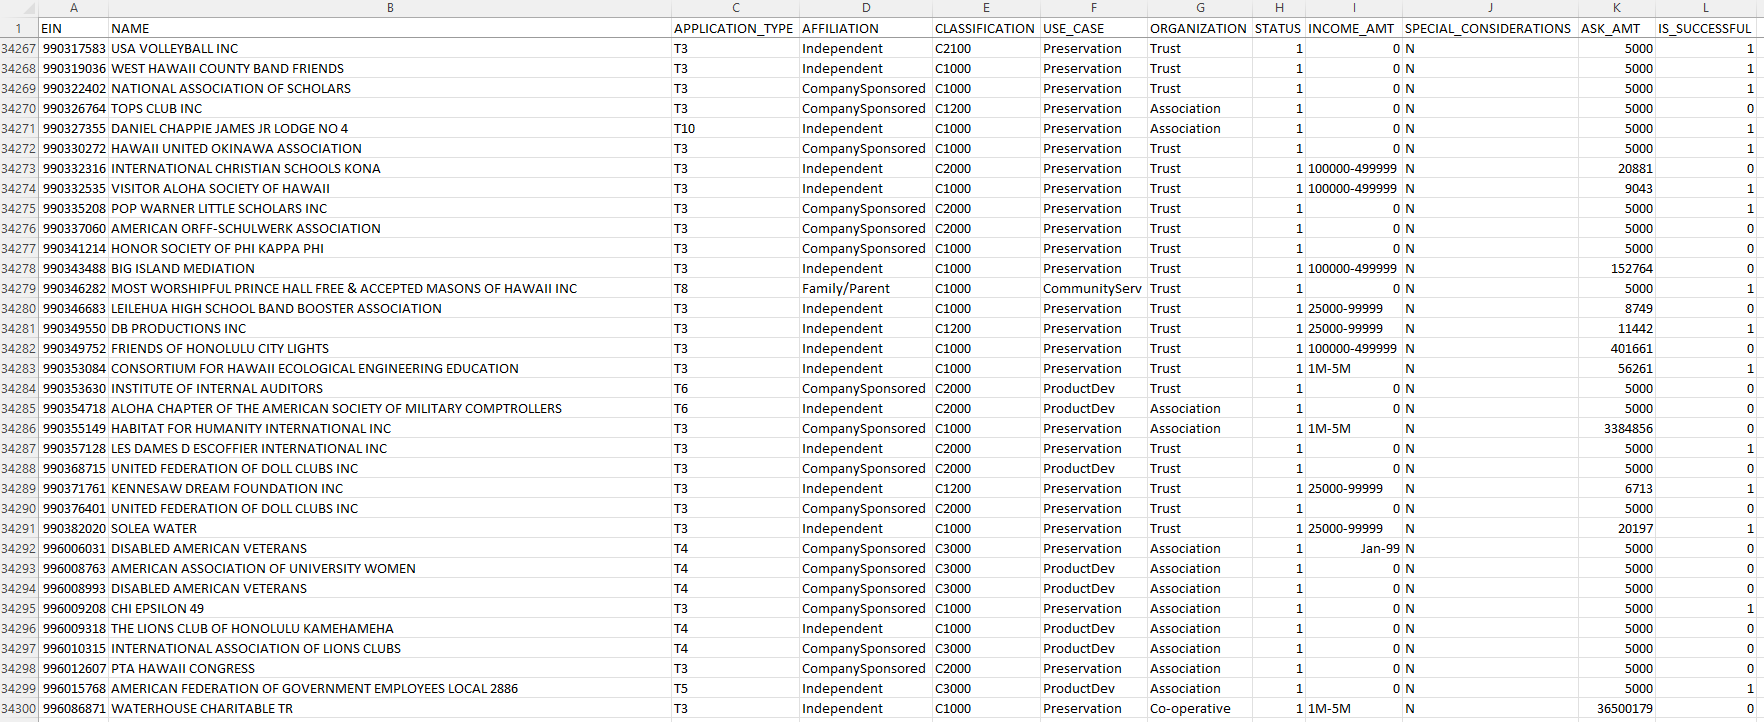 A B C D E F G H I J K L
1 EIN NAME APPLICATION_TYPE AFFILIATION CLASSIFICATION USE_CASE ORGANIZATION STATUS INCOME_AMT SPECIAL_CONSIDERATIONS ASK_AMT IS_SUCCESSFUL
34267 990317583 USA VOLLEYBALL INC T3 Independent C2100 Preservation Trust 1 0 N 5000 1
34268 990319036 WEST HAWAII COUNTY BAND FRIENDS T3 Independent C1000 Preservation Trust 1 0 N 5000 1
34269 990322402 NATIONAL ASSOCIATION OF SCHOLARS T3 CompanySponsored C1000 Preservation Trust 1 0 N 5000 1
34270 990326764 TOPS CLUB INC T3 CompanySponsored C1200 Preservation Association 1 0 N 5000 0
34271 990327355 DANIEL CHAPPIE JAMES JR LODGE NO 4 T10 Independent C1000 Preservation Association 1 0 N 5000 1
34272 990330272 HAWAII UNITED OKINAWA ASSOCIATION T3 CompanySponsored C1000 Preservation Trust 1 0 N 5000 1
34273 990332316 INTERNATIONAL CHRISTIAN SCHOOLS KONA T3 Independent C2000 Preservation Trust 1 100000-499999 N 20881 0
34274 990332535 VISITOR ALOHA SOCIETY OF HAWAII T3 Independent C1000 Preservation Trust 1 100000-499999 N 9043 1
34275 990335208 POP WARNER LITTLE SCHOLARS INC T3 CompanySponsored C2000 Preservation Trust 1 0 N 5000 1
34276 990337060 AMERICAN ORFF-SCHULWERK ASSOCIATION T3 CompanySponsored C2000 Preservation Trust 1 0 N 5000 0
34277 990341214 HONOR SOCIETY OF PHI KAPPA PHI T3 CompanySponsored C1000 Preservation Trust 1 0 N 5000 0
34278 990343488 BIG ISLAND MEDIATION T3 Independent C1000 Preservation Trust 1 100000-499999 N 152764 0
34279 990346282 MOST WORSHIPFUL PRINCE HALL FREE & ACCEPTED MASONS OF HAWAII INC T8 Family/Parent C1000 CommunityServ Trust 1 0 N 5000 1
34280 990346683 LEILEHUA HIGH SCHOOL BAND BOOSTER ASSOCIATION T3 Independent C1000 Preservation Trust 1 25000-99999 N 8749 0
34281 990349550 DB PRODUCTIONS INC T3 Independent C1200 Preservation Trust 1 25000-99999 N 11442 1
34282 990349752 FRIENDS OF HONOLULU CITY LIGHTS T3 Independent C1000 Preservation Trust 1 100000-499999 N 401661 0
34283 990353084 CONSORTIUM FOR HAWAII ECOLOGICAL ENGINEERING EDUCATION T3 Independent C1000 Preservation Trust 1 1M-5M N 56261 1
34284 990353630 INSTITUTE OF INTERNAL AUDITORS T6 CompanySponsored C2000 ProductDev Trust 1 0 N 5000 0
34285 990354718 ALOHA CHAPTER OF THE AMERICAN SOCIETY OF MILITARY COMPTROLLERS T6 Independent C2000 ProductDev Association 1 0 N 5000 0
34286 990355149 HABITAT FOR HUMANITY INTERNATIONAL INC T3 CompanySponsored C1000 Preservation Association 1 1M-5M N 3384856 0
34287 990357128 LES DAMES D ESCOFFIER INTERNATIONAL INC T3 Independent C2000 Preservation Trust 1 0 N 5000 1
34288 990368715 UNITED FEDERATION OF DOLL CLUBS INC T3 CompanySponsored C2000 ProductDev Trust 1 0 N 5000 0
34289 990371761 KENNESAW DREAM FOUNDATION INC T3 Independent C1200 Preservation Trust 1 25000-99999 N 6713 1
34290 990376401 UNITED FEDERATION OF DOLL CLUBS INC T3 CompanySponsored C2000 Preservation Trust 1 0 N 5000 0
34291 990382020 SOLEA WATER T3 Independent C1000 Preservation Trust 1 25000-99999 N 20197 1
34292 996006031 DISABLED AMERICAN VETERANS T4 CompanySponsored C3000 Preservation Association 1 Jan-99 N 5000 0
34293 996008763 AMERICAN ASSOCIATION OF UNIVERSITY WOMEN T4 CompanySponsored C3000 ProductDev Association 1 0 N 5000 0
34294 996008993 DISABLED AMERICAN VETERANS T4 CompanySponsored C3000 ProductDev Association 1 0 N 5000 0
34295 996009208 CHI EPSILON 49 T3 CompanySponsored C1000 Preservation Association 1 0 N 5000 1
34296 996009318 THE LIONS CLUB OF HONOLULU KAMEHAMEHA T4 Independent C1000 ProductDev Association 1 0 N 5000 0
34297 996010315 INTERNATIONAL ASSOCIATION OF LIONS CLUBS T4 CompanySponsored C3000 ProductDev Association 1 0 N 5000 0
34298 996012607 PTA HAWAII CONGRESS T3 CompanySponsored C2000 Preservation Association 1 0 N 5000 0
34299 996015768 AMERICAN FEDERATION OF GOVERNMENT EMPLOYEES LOCAL 2886 T5 Independent C3000 ProductDev Association 1 0 N 5000 1
34300 996086871 WATERHOUSE CHARITABLE TR T3 Independent C1000 Preservation Co-operative 1 1M-5M N 36500179 0